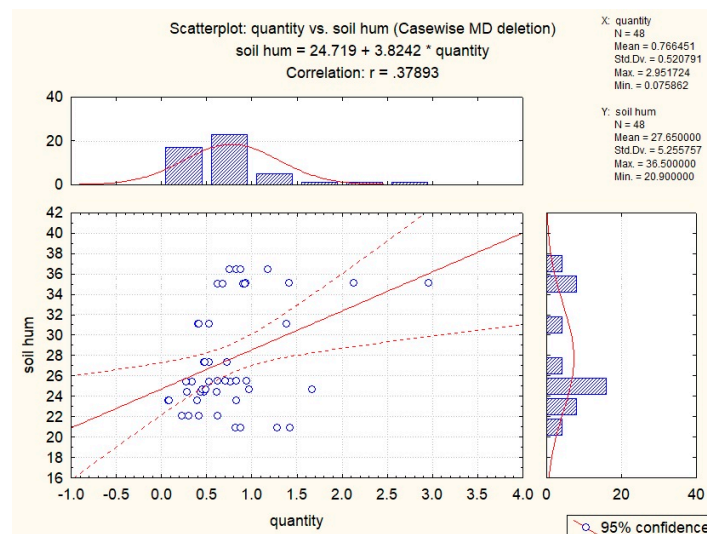 Scatterplot: quantity vs. soil hum (Casewise MD deletion)
soil hum = 24.719 + 3.8242 * quantity
Correlation: r = .37893
X: quantity
N = 48
Mean = 0.766451
Std.Dv. = 0.520791
Max. = 2.951724
Min. = 0.075862
Y: soil hum
N = 48
Mean = 27.650000
Std.Dv. = 5.255757
Max. = 36.500000
Min. = 20.900000
40
20
0
42
40
38
36
34
32
30
28
26
24
22
20
18
16
soil hum
-1.0 -0.5 0.0 0.5 1.0 1.5 2.0 2.5 3.0 3.5 4.0
quantity
0 20 40
95% confidence